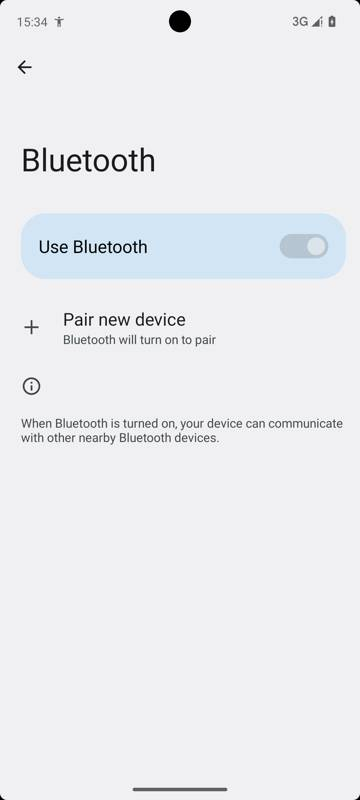 15:34
3G
Bluetooth
Use Bluetooth
Pair new device
Bluetooth will turn on to pair
When Bluetooth is turned on, your device can communicate
with other nearby Bluetooth devices.